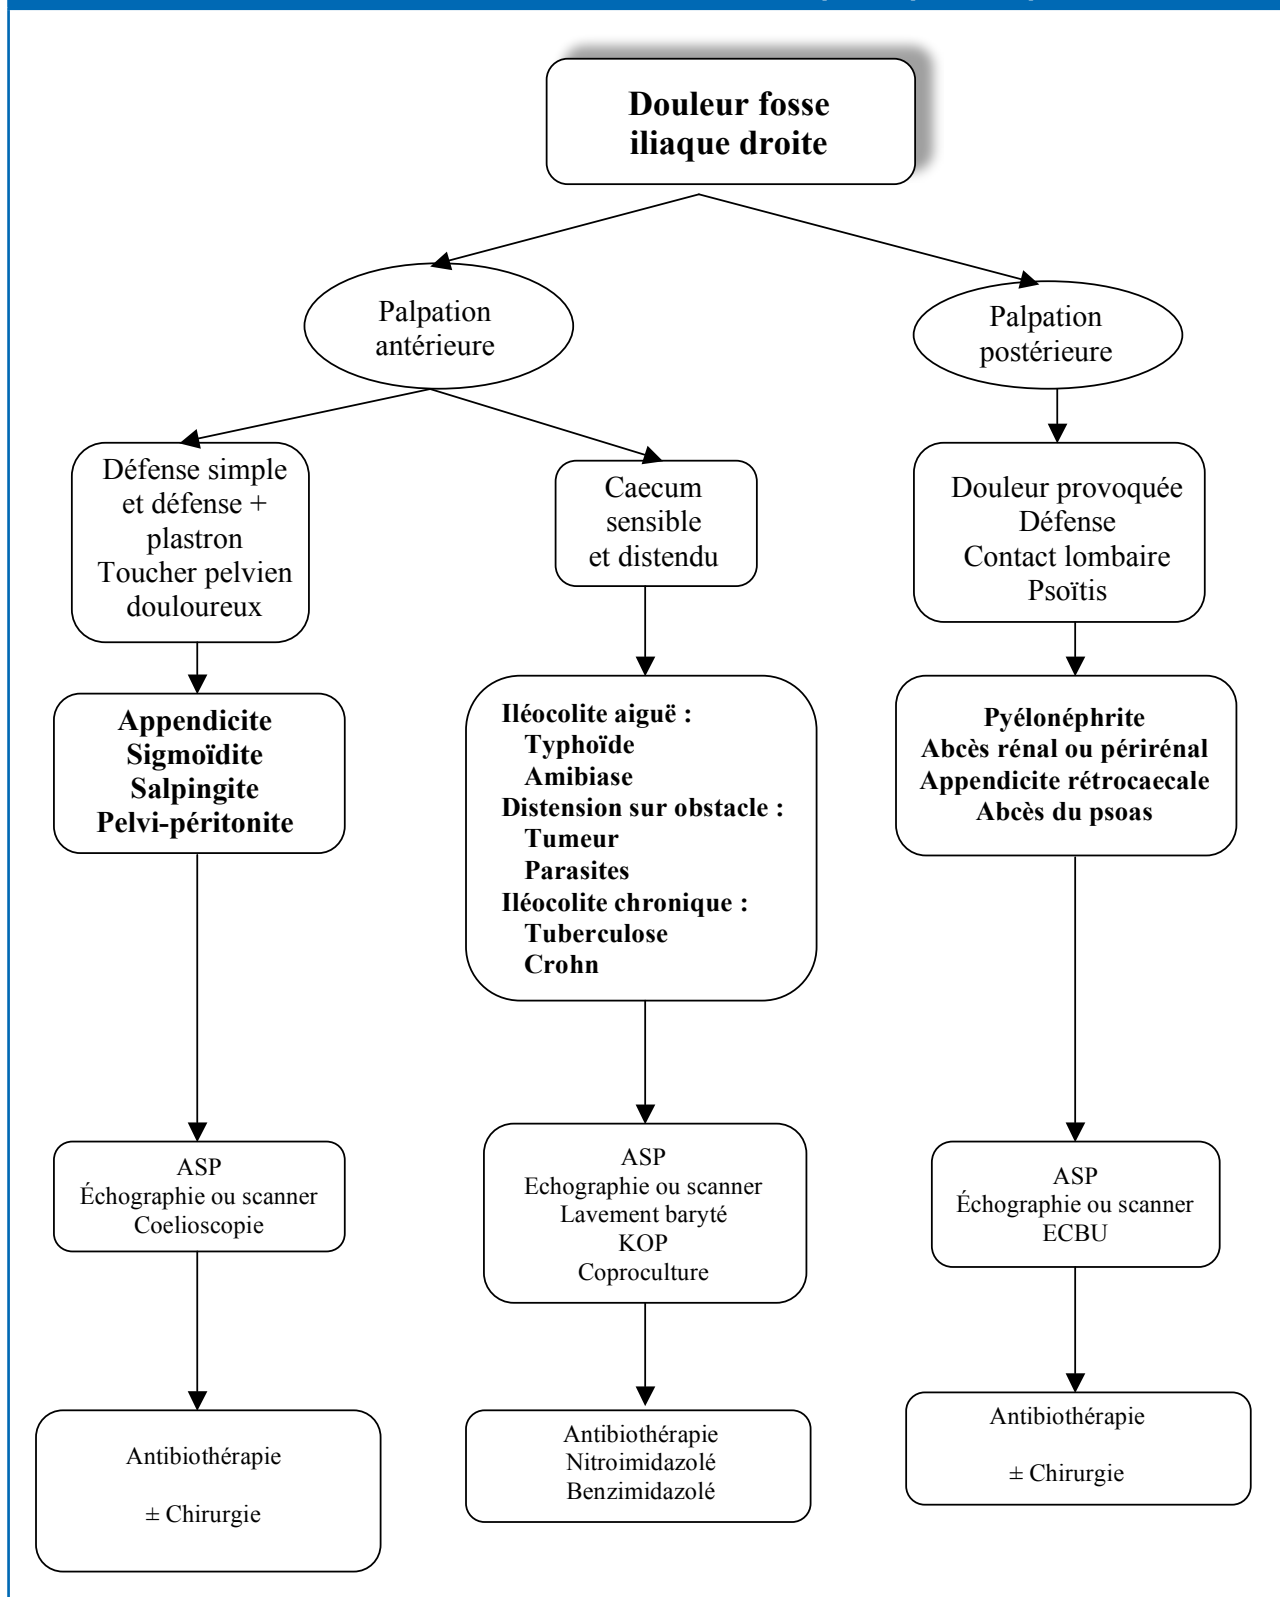 Douleur fosse
iliaque droite
Palpation
antérieure
Palpation
postérieure
Défense simple
et défense +
plastron
Toucher pelvien
douloureux
Caecum
sensible
et distendu
Douleur provoquée
Défense
Contact lombaire
Psoïtis
Appendicite
Sigmoïdite
Salpingite
Pelvi-péritonite
Iléocolite aiguë :
Typhoïde
Amibiase
Distension sur obstacle :
Tumeur
Parasites
Iléocolite chronique :
Tuberculose
Crohn
Pyélonéphrite
Abcès rénal ou périrénal
Appendicite rétrocaecale
Abcès du psoas
ASP
Échographie ou scanner
Coelioscopie
ASP
Echographie ou scanner
Lavement baryté
KOP
Coproculture
ASP
Échographie ou scanner
ECBU
Antibiothérapie
± Chirurgie
Antibiothérapie
Nitroimidazolé
Benzimidazolé
Antibiothérapie
± Chirurgie